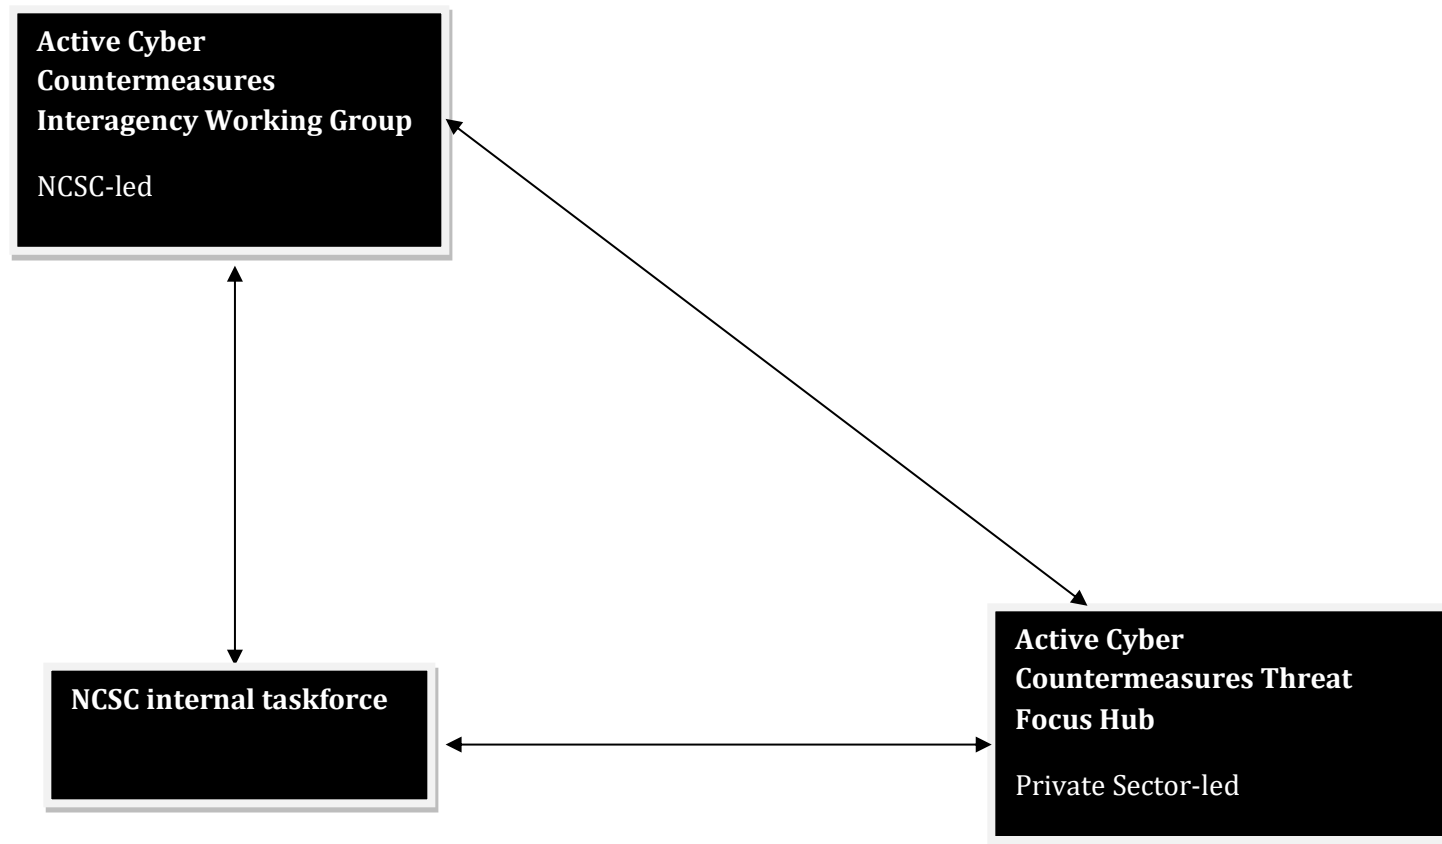 Active Cyber
Countermeasures
Interagency Working Group
NCSC-led
NCSC internal taskforce
Active Cyber
Countermeasures Threat
Focus Hub
Private Sector-led